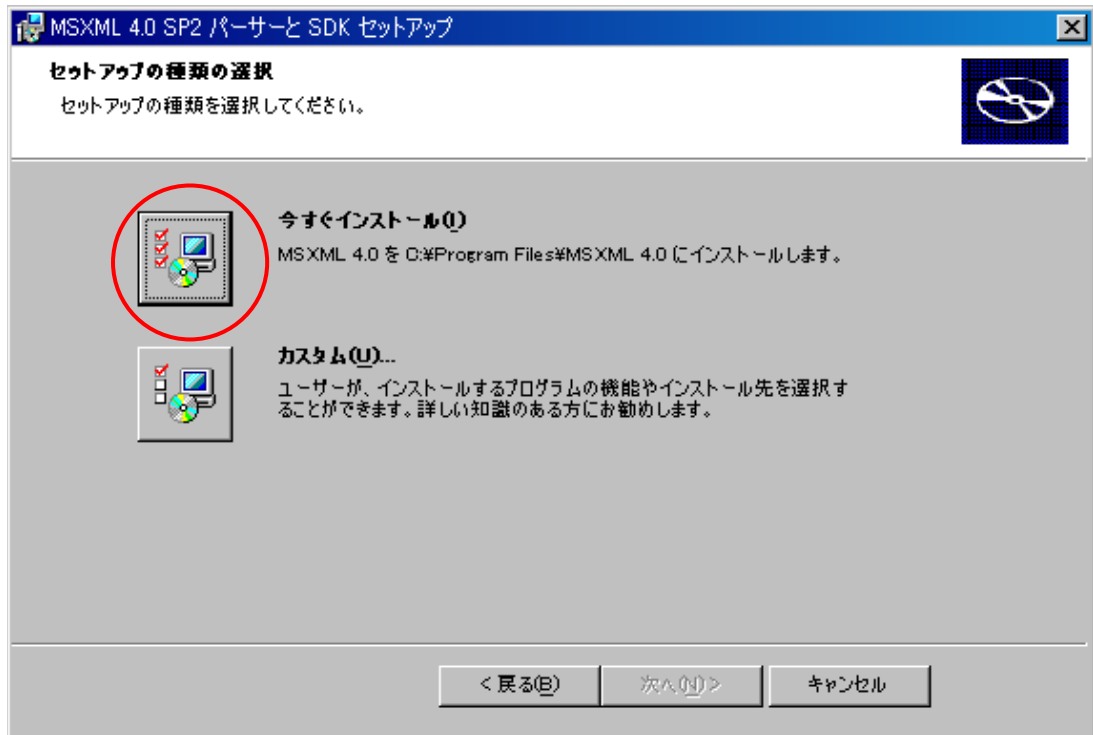 MSXML 4.0 SP2 パーサーと SDK セットアップ
セットアップの種類の選択
セットアップの種類を選択してください。
今すぐインストール(I)
MSXML 4.0 を C:¥Program Files¥MSXML 4.0 にインストールします。
カスタム(U)...
ユーザーが、インストールするプログラムの機能やインストール先を選択す
ることができます。詳しい知識のある方にお勧めします。
< 戻る(B)
次へ(N) >
キャンセル